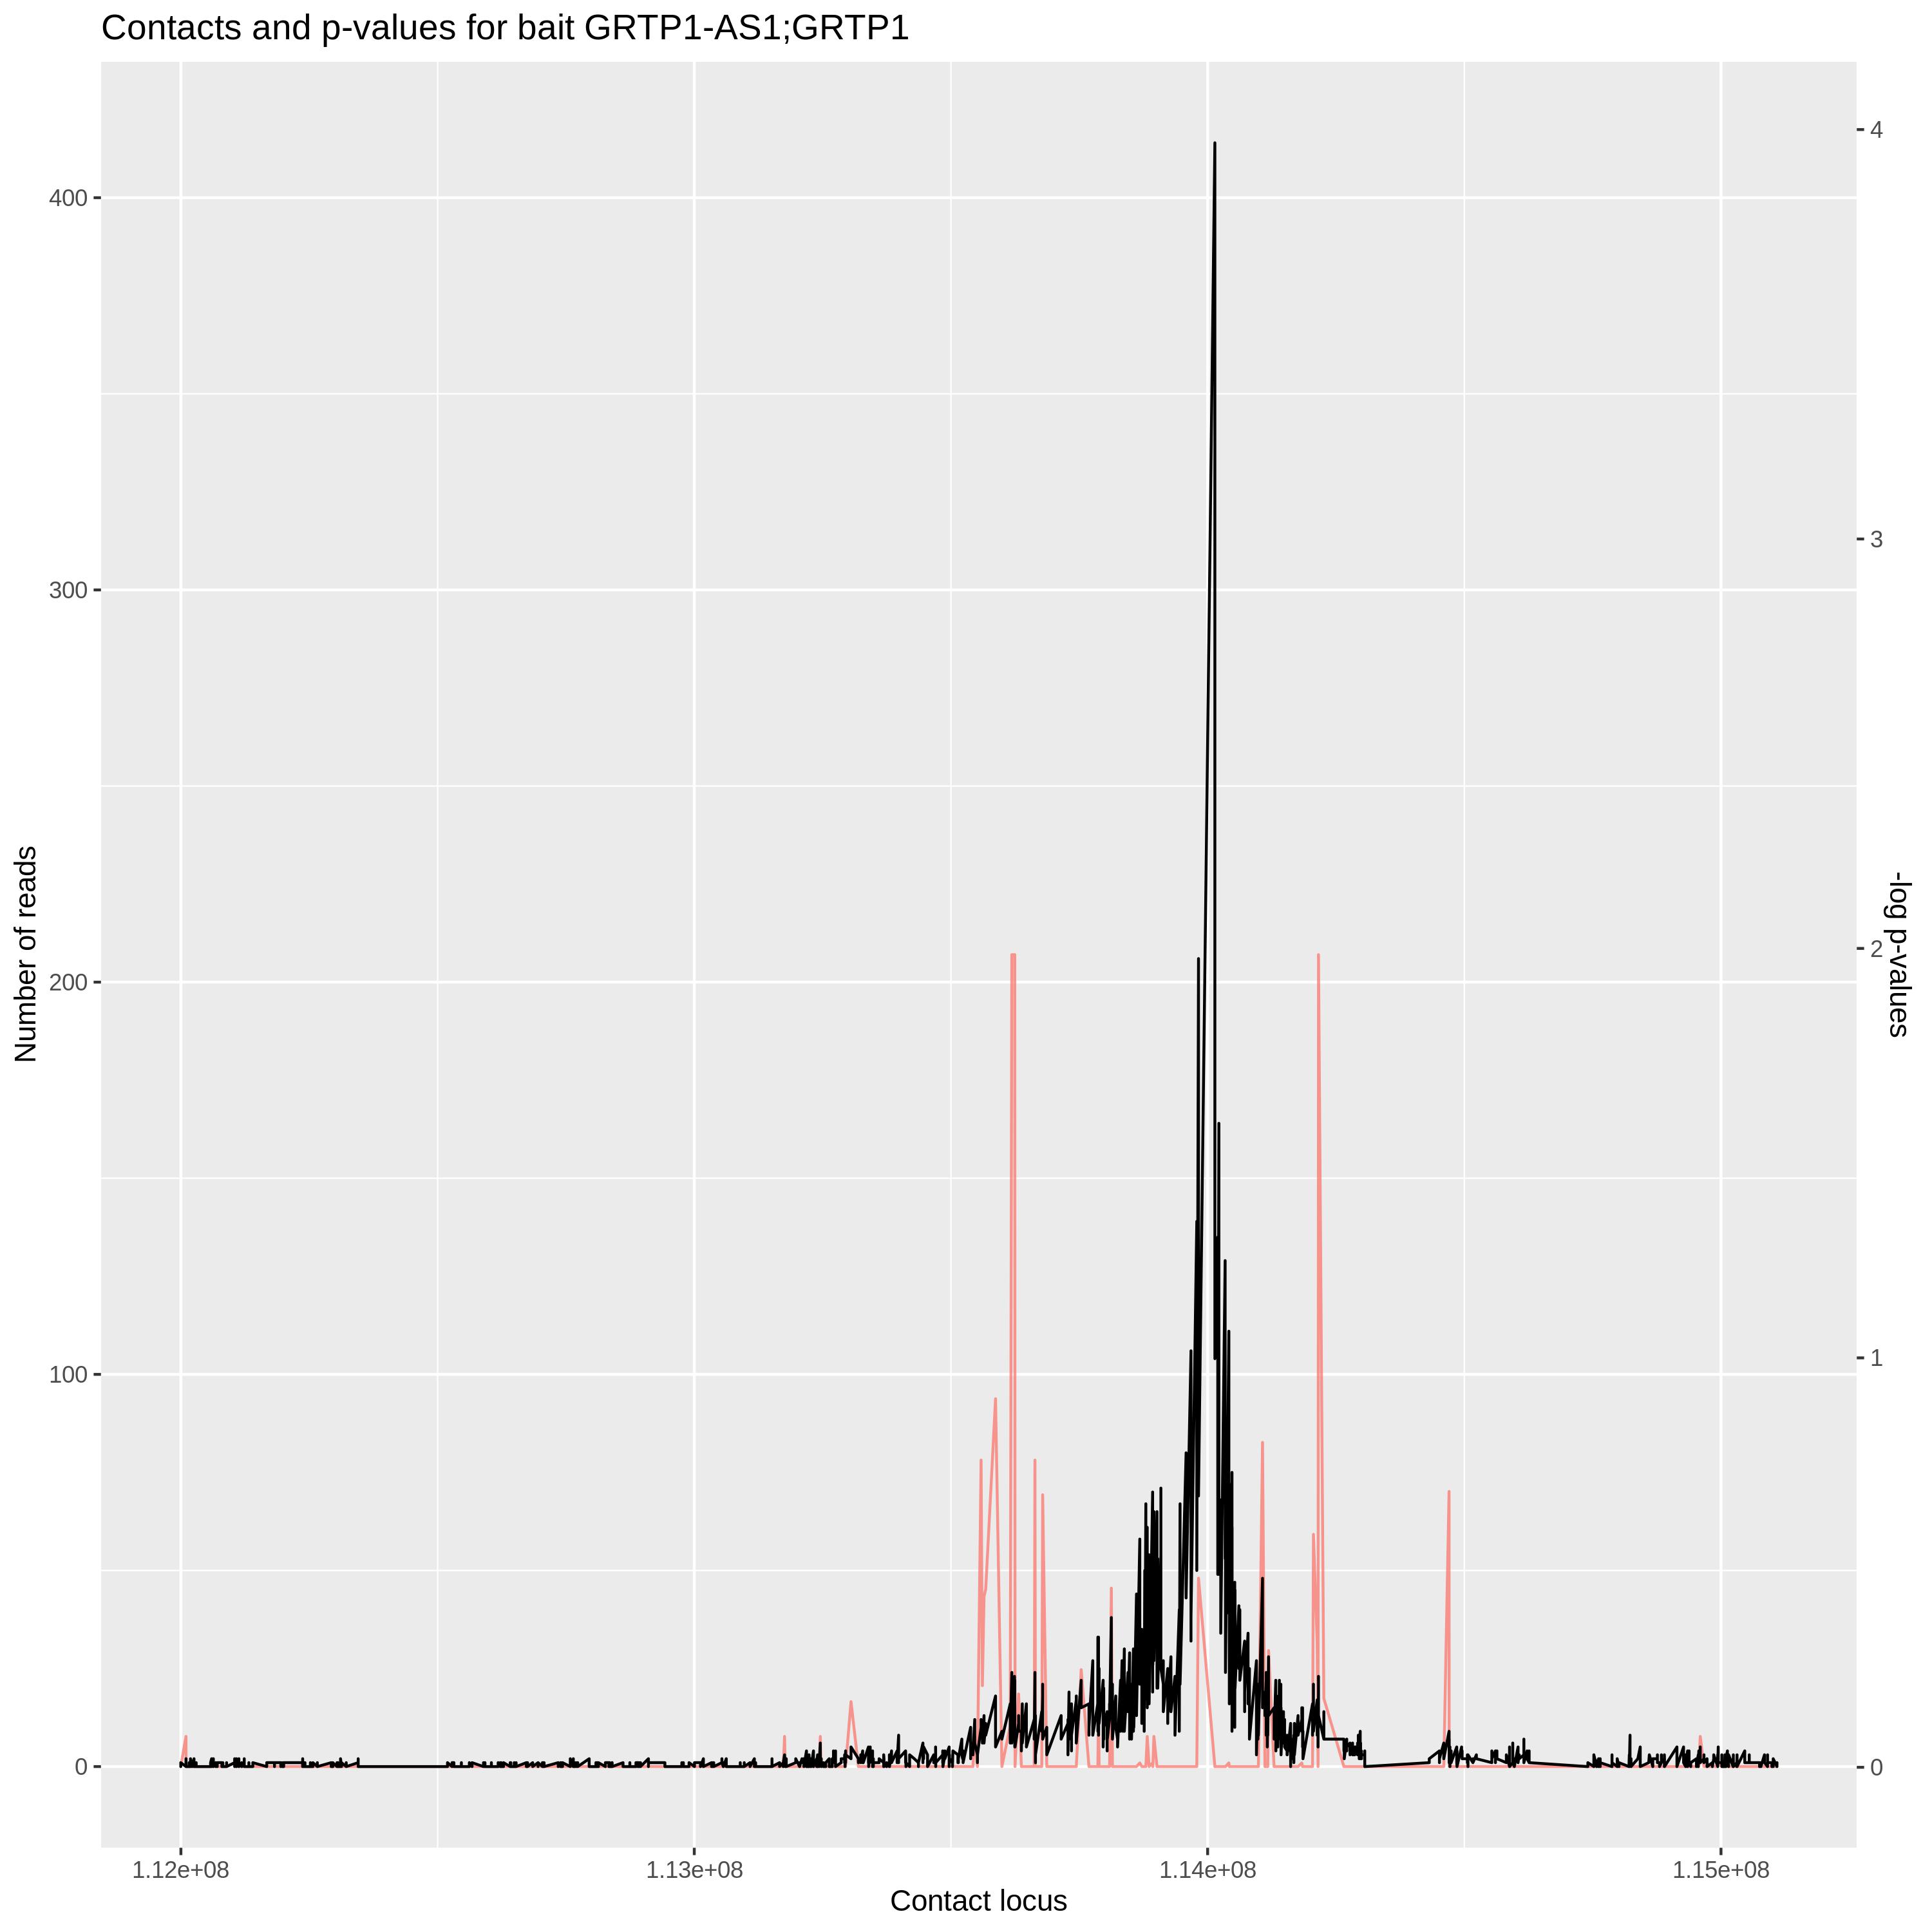 Contacts and p-values for bait GRTP1-AS1;GRTP1
400
300
200
100
0
Number of reads
4
3
2
1
0
-log p-values
1.12e+08
1.13e+08
1.14e+08
1.15e+08
Contact locus